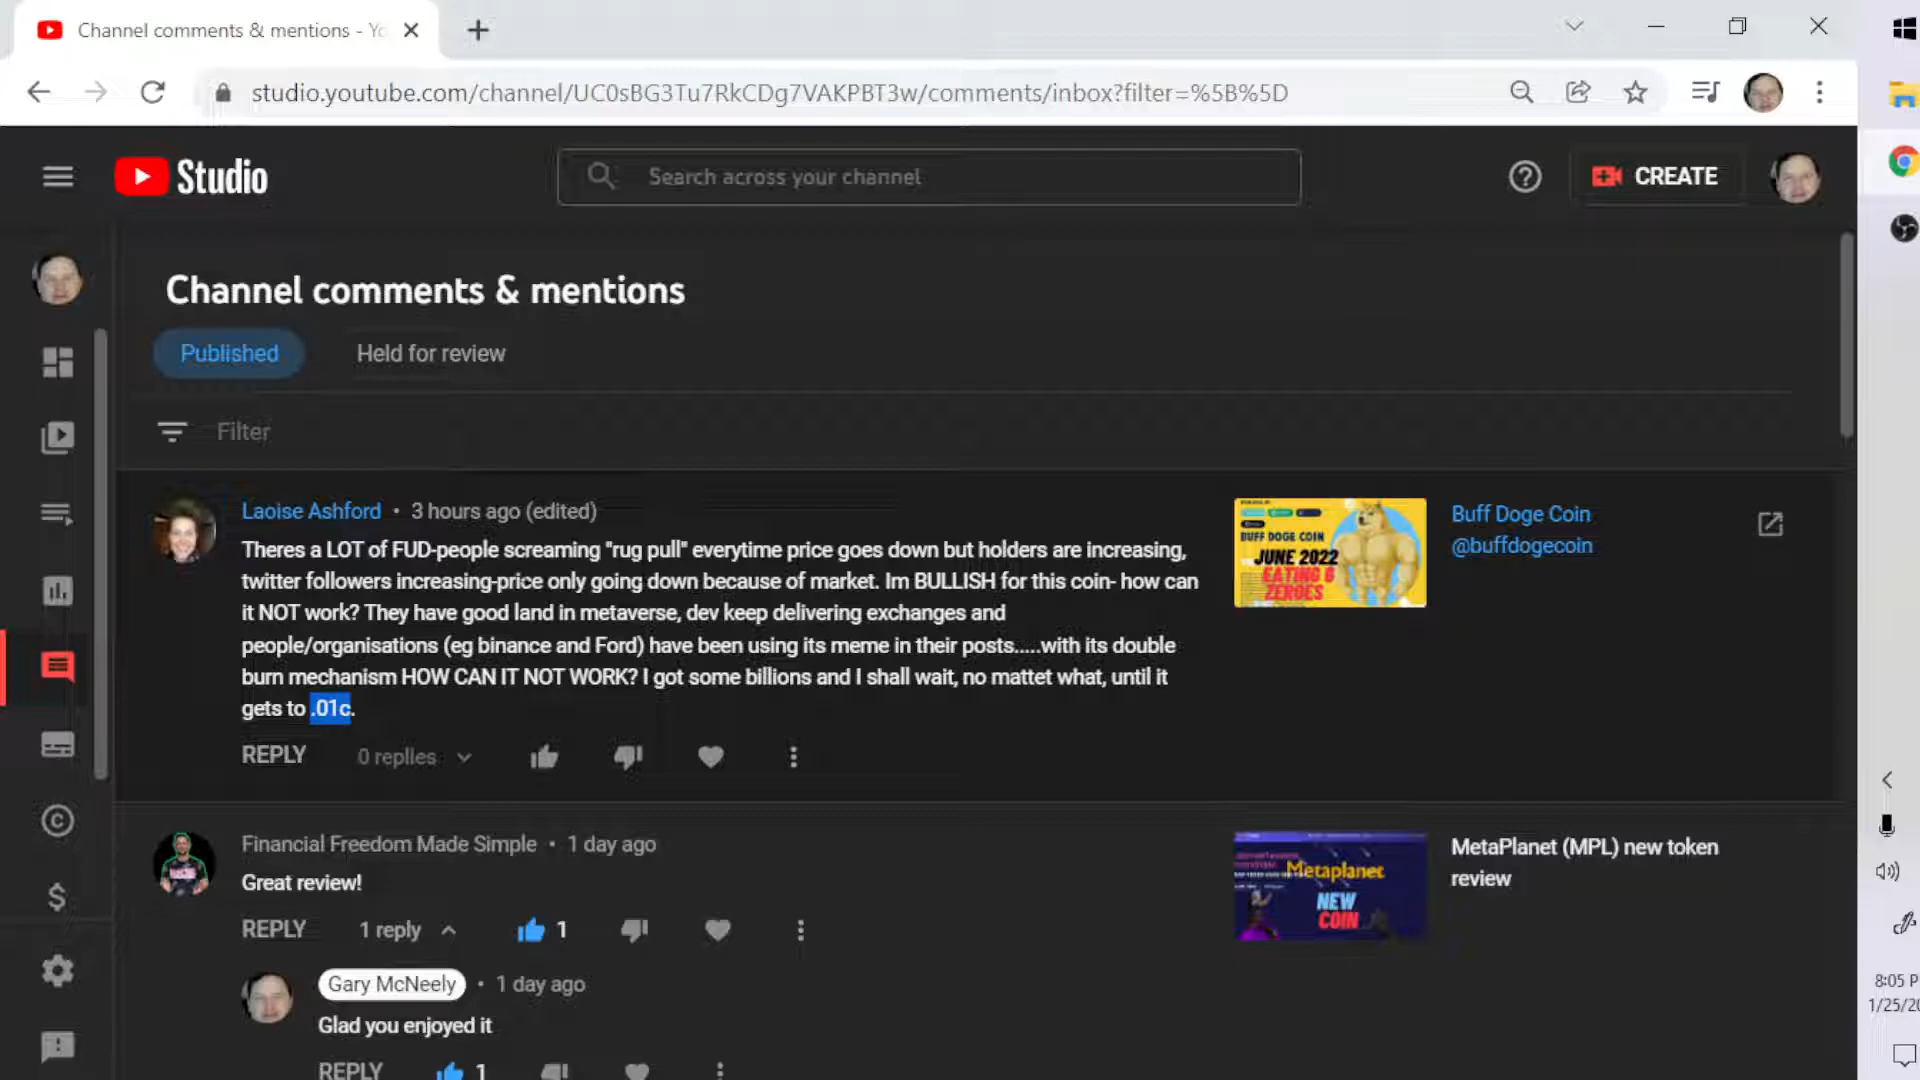 Channel comments & mentions - Yo
studio.youtube.com/channel/UC0sBG3Tu7RkCDg7VAKPBT3w/comments/inbox?filter=%5B%5D
Studio
Search across your channel
CREATE
Channel comments & mentions
Published
Held for review
Filter
Laoise Ashford • 3 hours ago (edited)
Theres a LOT of FUD-people screaming "rug pull" everytime price goes down but holders are increasing,
twitter followers increasing-price only going down because of market. Im BULLISH for this coin- how can
it NOT work? They have good land in metaverse, dev keep delivering exchanges and
people/organisations (eg binance and Ford) have been using its meme in their posts.....with its double
burn mechanism HOW CAN IT NOT WORK? I got some billions and I shall wait, no mattet what, until it
gets to .01c.
REPLY
0 replies
BUFF DOGE COIN
JUNE 2022
EATING 6
ZEROES
Buff Doge Coin
@buffdogecoin
Financial Freedom Made Simple • 1 day ago
Great review!
REPLY
1 reply
1
Metaplanet
NEW
COIN
MetaPlanet (MPL) new token
review
Gary McNeely • 1 day ago
Glad you enjoyed it
REPLY
1
8:05 P
1/25/20